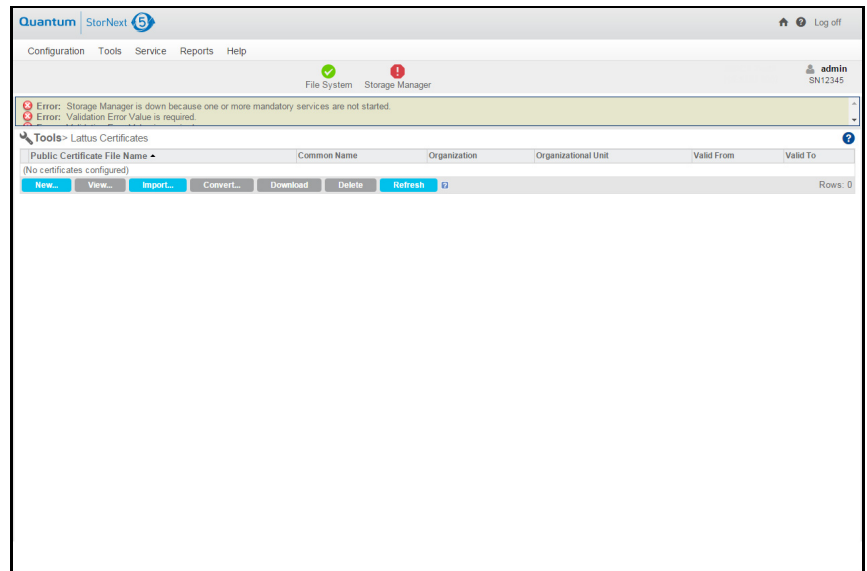 Quantum StorNext 5 Log off
Configuration Tools Service Reports Help
File System Storage Manager
admin
SN12345
Error: Storage Manager is down because one or more mandatory services are not started.
Error: Validation Error Value is required.
Tools> Lattus Certificates
Public Certificate File Name Common Name Organization Organizational Unit Valid From Valid To
(No certificates configured)
New... View... Import... Convert... Download Delete Refresh Rows: 0